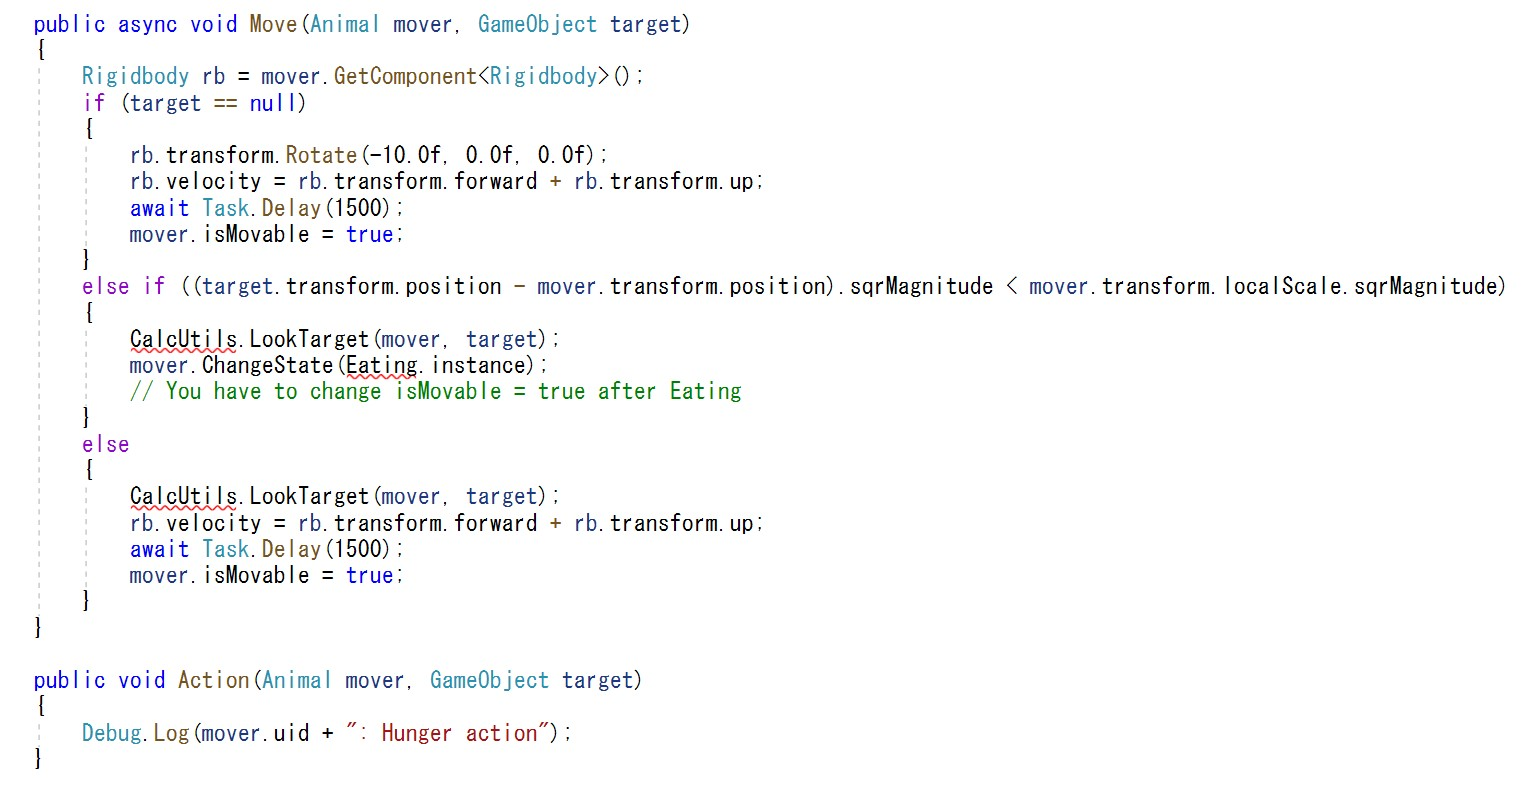 public async void Move(Animal mover, GameObject target)
{
    Rigidbody rb = mover.GetComponent<Rigidbody>();
    if (target == null)
    {
        rb.transform.Rotate(-10.0f, 0.0f, 0.0f);
        rb.velocity = rb.transform.forward + rb.transform.up;
        await Task.Delay(1500);
        mover.isMovable = true;
    }
    else if ((target.transform.position - mover.transform.position).sqrMagnitude < mover.transform.localScale.sqrMagnitude)
    {
        CalcUtils.LookTarget(mover, target);
        mover.ChangeState(Eating.instance);
        // You have to change isMovable = true after Eating
    }
    else
    {
        CalcUtils.LookTarget(mover, target);
        rb.velocity = rb.transform.forward + rb.transform.up;
        await Task.Delay(1500);
        mover.isMovable = true;
    }
}

public void Action(Animal mover, GameObject target)
{
    Debug.Log(mover.uid + ": Hunger action");
}